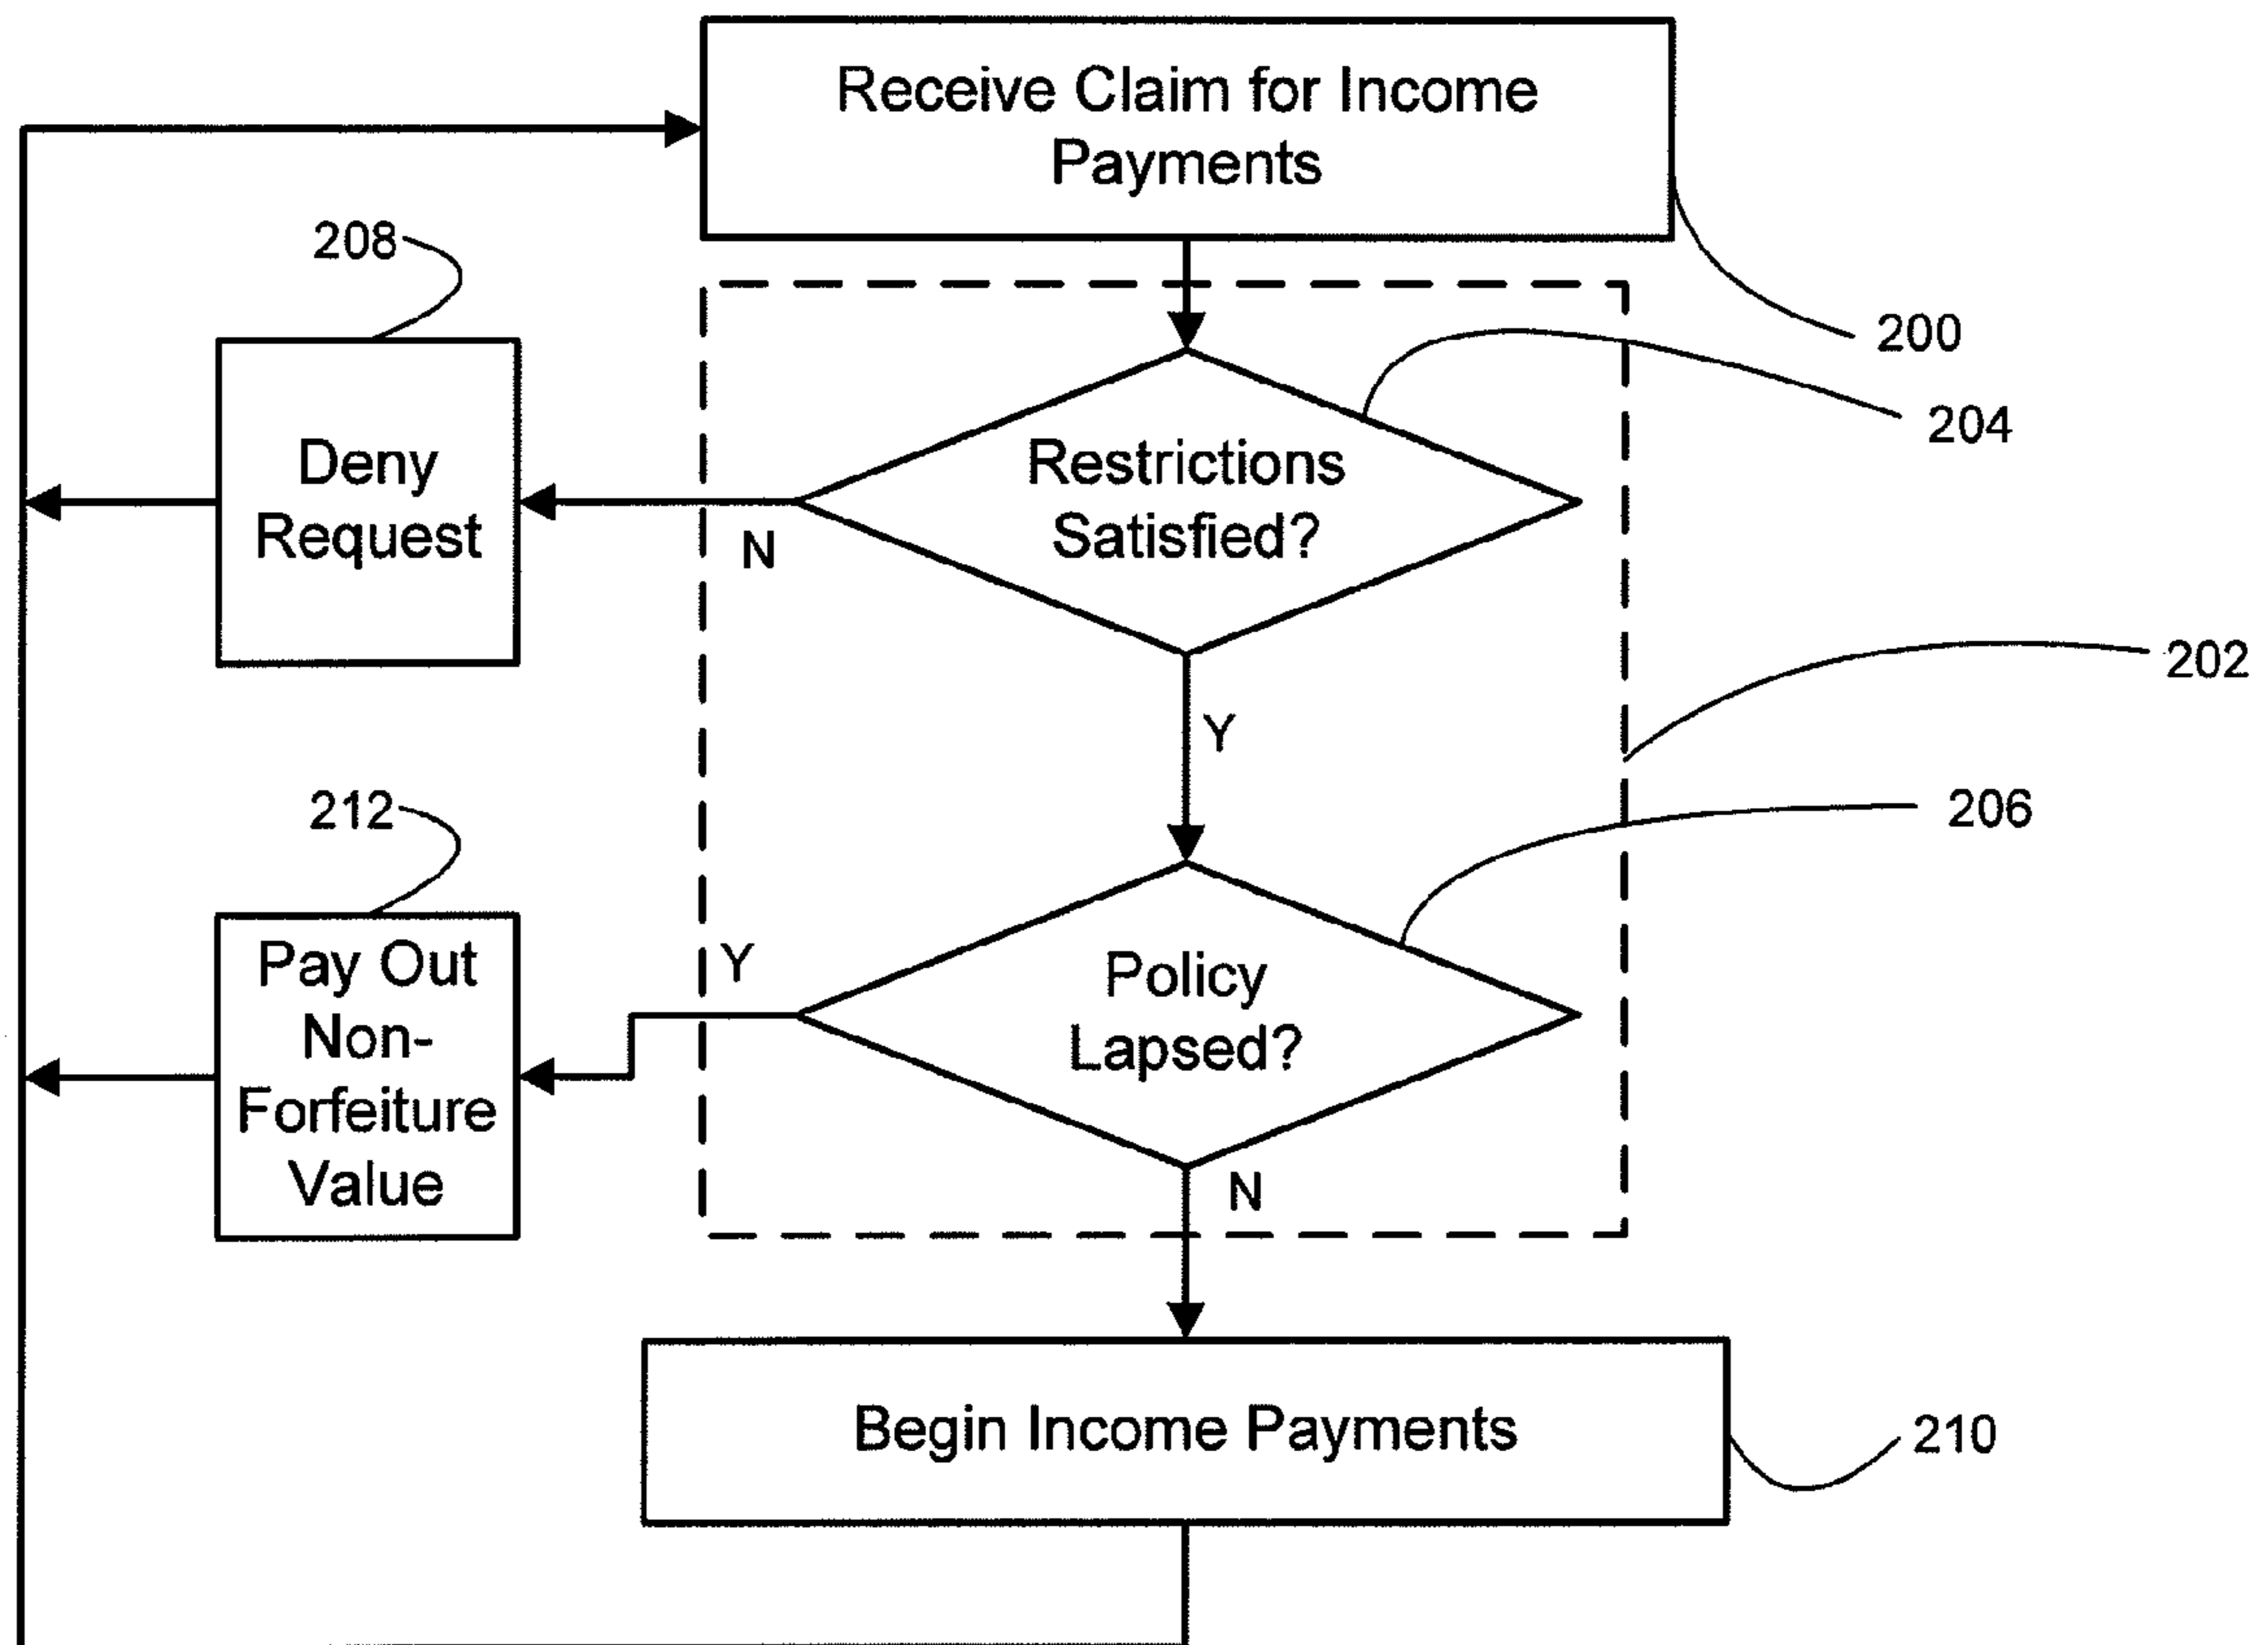 Receive Claim for Income
Payments
208
200
204
Deny
Request
Restrictions
Satisfied?
N
202
Y
212
206
Pay Out
Non-
Forfeiture
Value
Y
Policy
Lapsed?
N
Begin Income Payments
210